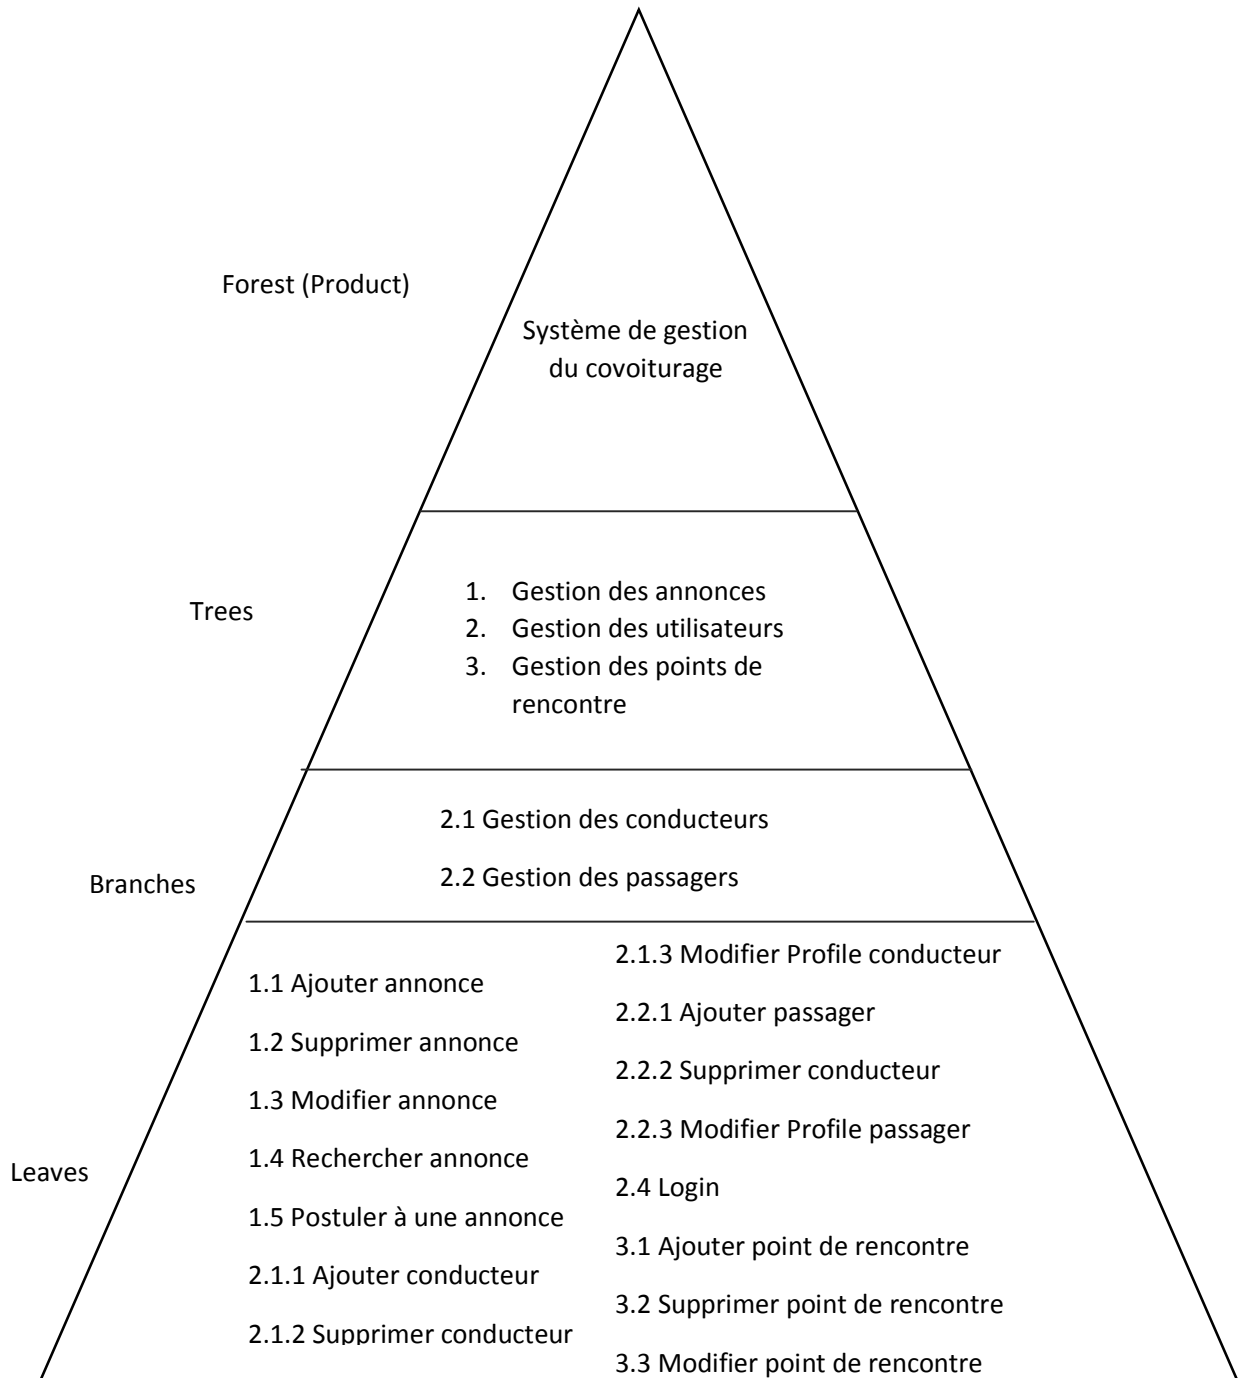 Forest (Product)
Système de gestion
du covoiturage
Trees
1. Gestion des annonces
2. Gestion des utilisateurs
3. Gestion des points de
rencontre
Branches
2.1 Gestion des conducteurs
2.2 Gestion des passagers
Leaves
1.1 Ajouter annonce
1.2 Supprimer annonce
1.3 Modifier annonce
1.4 Rechercher annonce
1.5 Postuler à une annonce
2.1.1 Ajouter conducteur
2.1.2 Supprimer conducteur
2.1.3 Modifier Profile conducteur
2.2.1 Ajouter passager
2.2.2 Supprimer conducteur
2.2.3 Modifier Profile passager
2.4 Login
3.1 Ajouter point de rencontre
3.2 Supprimer point de rencontre
3.3 Modifier point de rencontre